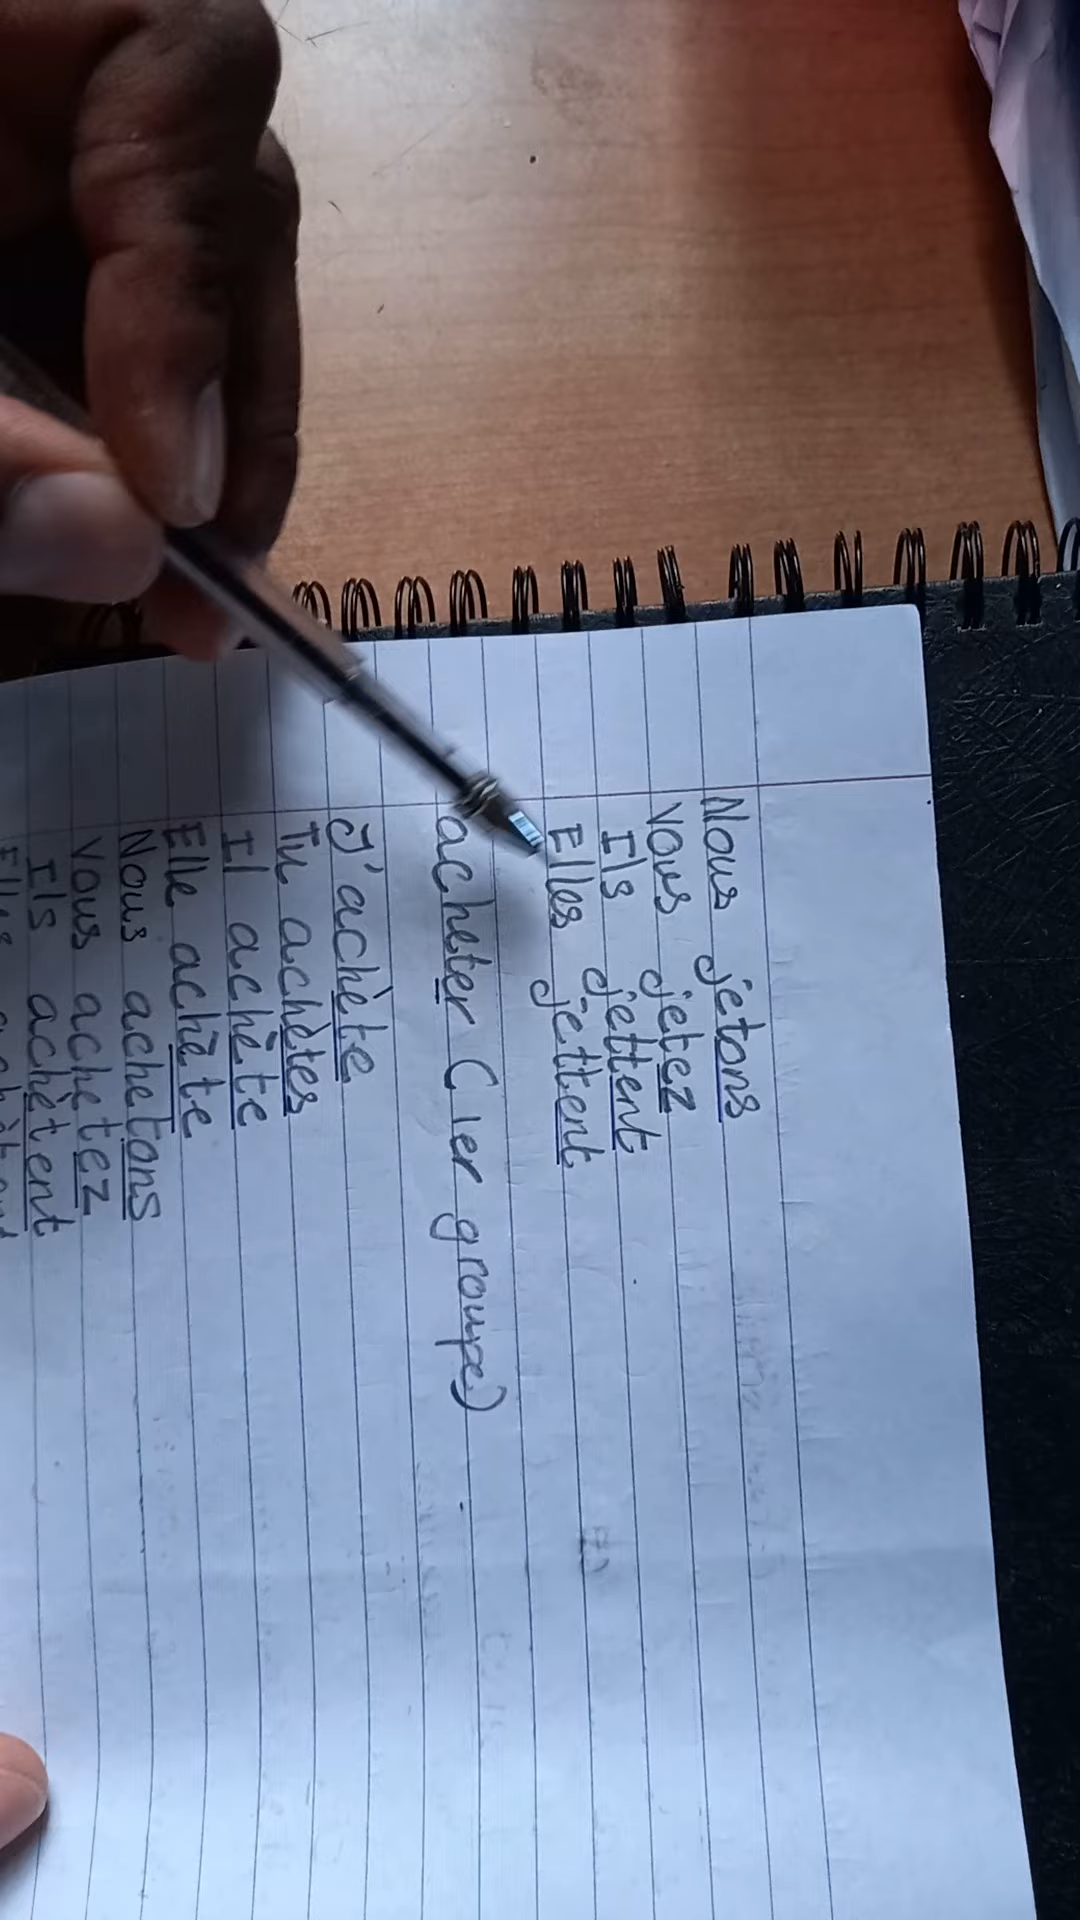 Nous jetons
Vous jetez
Ils jettent
Elles jettent
acheter (1er groupe)
J'achète
Tu achètes
Il achète
Elle achète
Nous achetons
Vous achetez
Ils achètent